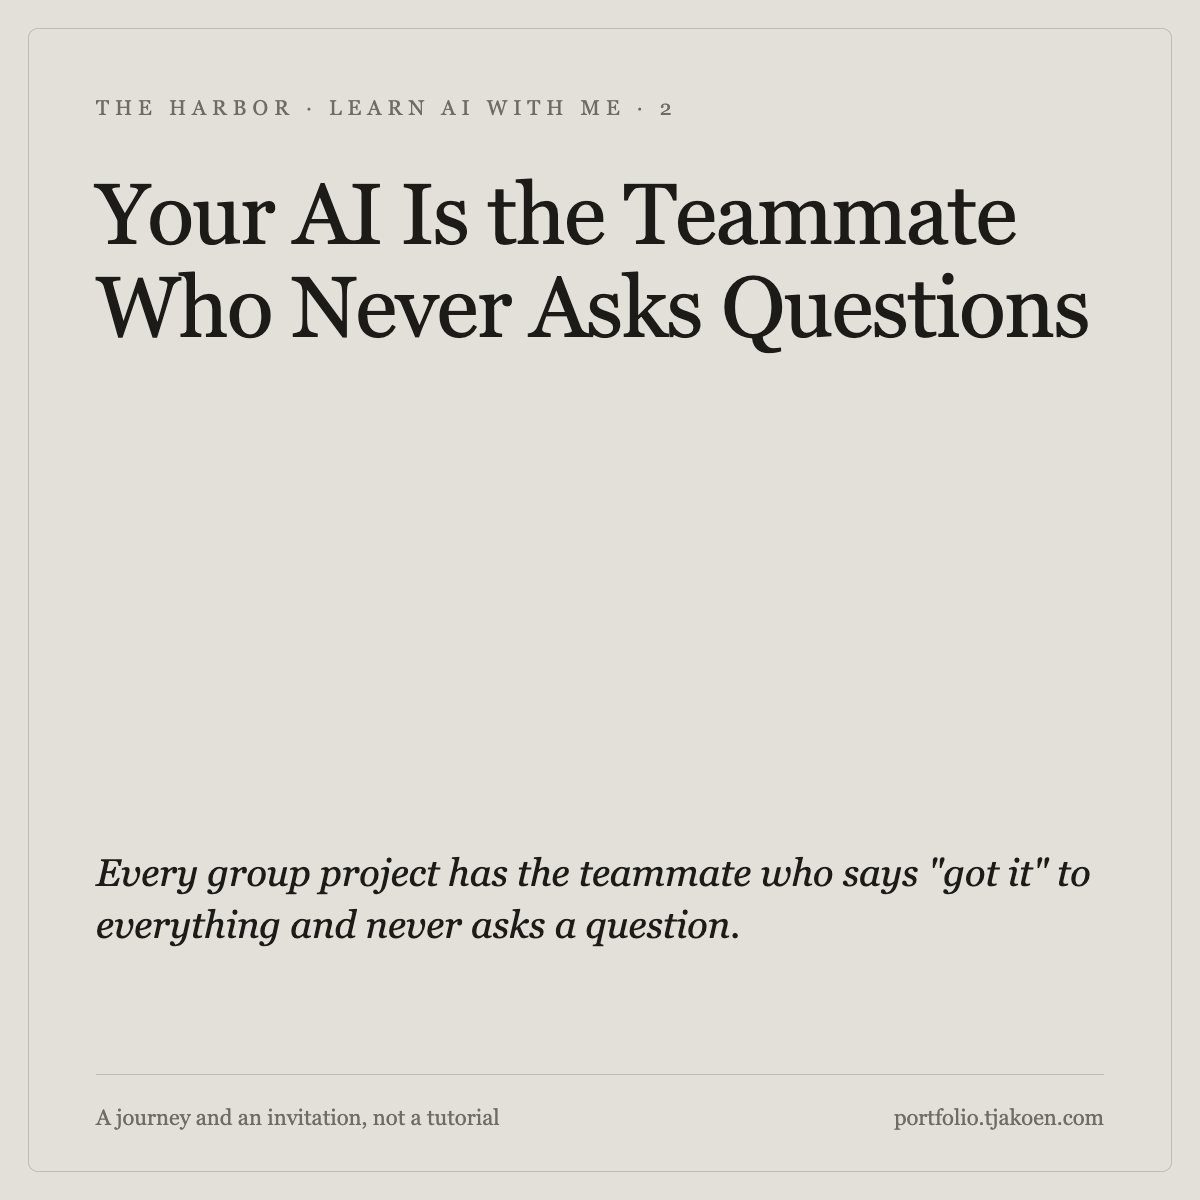 THE HARBOR · LEARN AI WITH ME · 2
Your AI Is the Teammate
Who Never Asks Questions
Every group project has the teammate who says "got it" to
everything and never asks a question.
A journey and an invitation, not a tutorial
portfolio.tjakoen.com